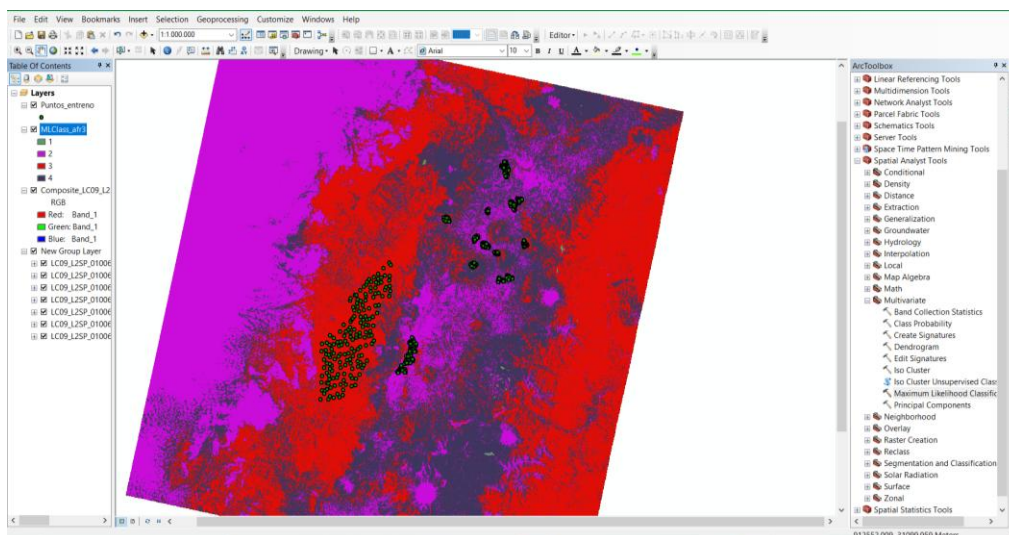 File Edit View Bookmarks Insert Selection Geoprocessing Customize Windows Help
1:1 000 000
Editor
Drawing
Arial
10
B I U A
Table Of Contents
Layers
Puntos_entreno
MLClass_afr3
1
2
3
4
Composite_LC09_L2
RGB
Red: Band_1
Green: Band_1
Blue: Band_1
New Group Layer
LC09_L2SP_01006
LC09_L2SP_01006
LC09_L2SP_01006
LC09_L2SP_01006
LC09_L2SP_01006
LC09_L2SP_01006
ArcToolbox
Linear Referencing Tools
Multidimension Tools
Network Analyst Tools
Parcel Fabric Tools
Schematics Tools
Server Tools
Space Time Pattern Mining Tools
Spatial Analyst Tools
Conditional
Density
Distance
Extraction
Generalization
Groundwater
Hydrology
Interpolation
Local
Map Algebra
Math
Multivariate
Band Collection Statistics
Class Probability
Create Signatures
Dendrogram
Edit Signatures
Iso Cluster
Iso Cluster Unsupervised Clas
Maximum Likelihood Classific
Principal Components
Neighborhood
Overlay
Raster Creation
Reclass
Segmentation and Classification
Solar Radiation
Surface
Zonal
Spatial Statistics Tools